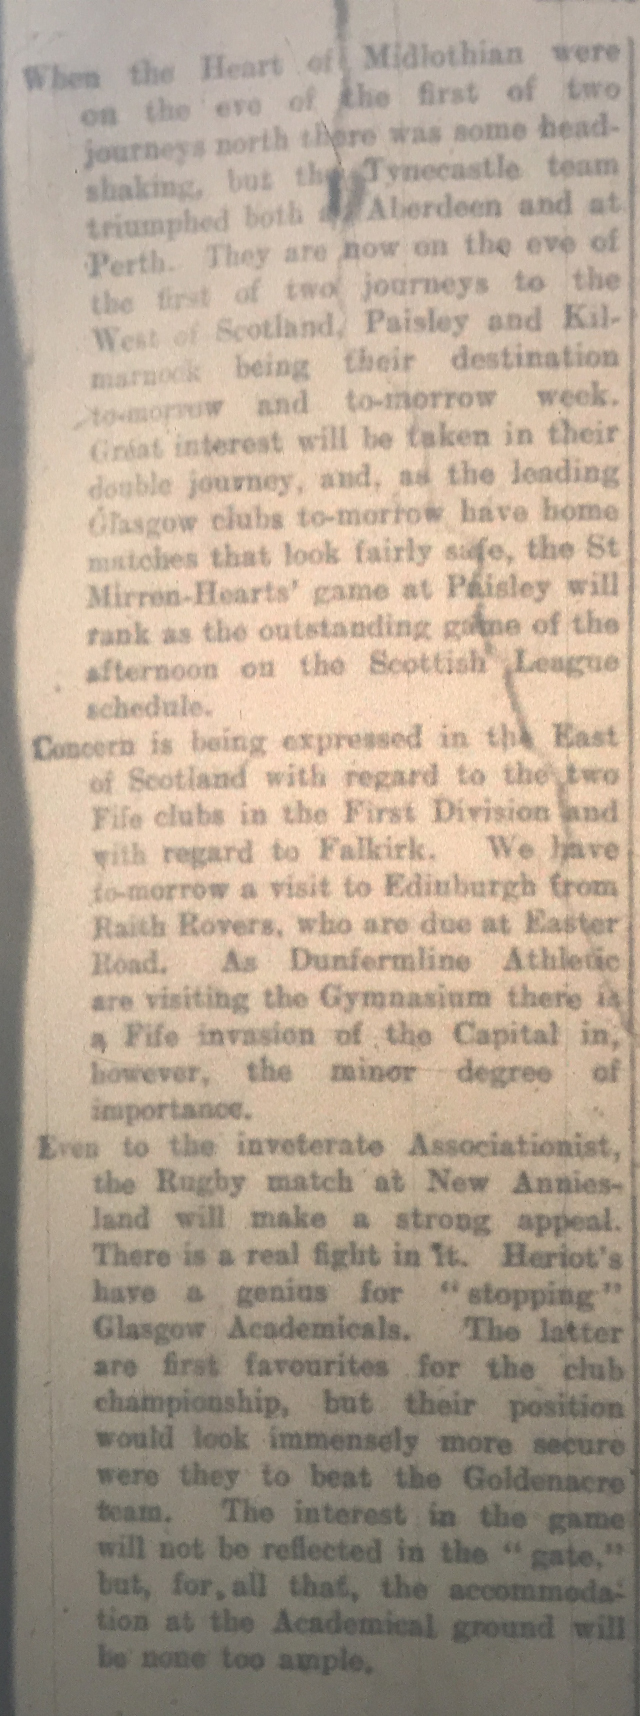 When the Heart of Midlothian were
on the eve of the first of two
journeys north there was some head-
shaking, but the Tynecastle team
triumphed both at Aberdeen and at
Perth. They are now on the eve of
the first of two journeys to the
West of Scotland, Paisley and Kil-
marnock being their destination
to-morrow and to-morrow week.
Great interest will be taken in their
double journey, and, as the leading
Glasgow clubs to-morrow have home
matches that look fairly safe, the St
Mirren-Hearts' game at Paisley will
rank as the outstanding game of the
afternoon on the Scottish League
schedule.
Concern is being expressed in the East
of Scotland with regard to the two
Fife clubs in the First Division and
with regard to Falkirk. We have
to-morrow a visit to Edinburgh from
Raith Rovers, who are due at Easter
Road. As Dunfermline Athletic
are visiting the Gymnasium there is
a Fife invasion of the Capital in,
however, the minor degree of
importance.
Even to the inveterate Associationist,
the Rugby match at New Annies-
land will make a strong appeal.
There is a real fight in it. Heriot's
have a genius for "stopping"
Glasgow Academicals. The latter
are first favourites for the club
championship, but their position
would look immensely more secure
were they to beat the Goldenacre
team. The interest in the game
will not be reflected in the "gate,"
but, for all that, the accommoda-
tion at the Academical ground will
be none too ample.